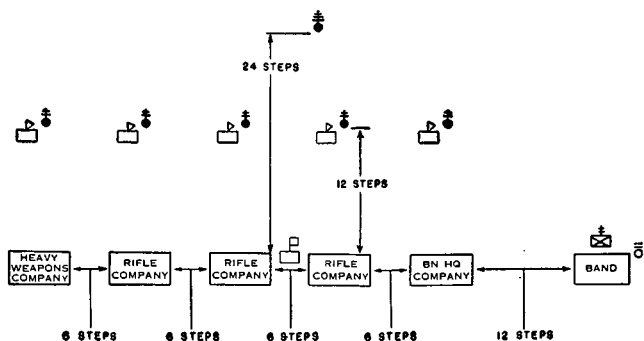 24 STEPS
12 STEPS
HEAVY
WEAPONS
COMPANY
RIFLE
COMPANY
RIFLE
COMPANY
RIFLE
COMPANY
BN HQ
COMPANY
BAND
6 STEPS
6 STEPS
6 STEPS
6 STEPS
12 STEPS